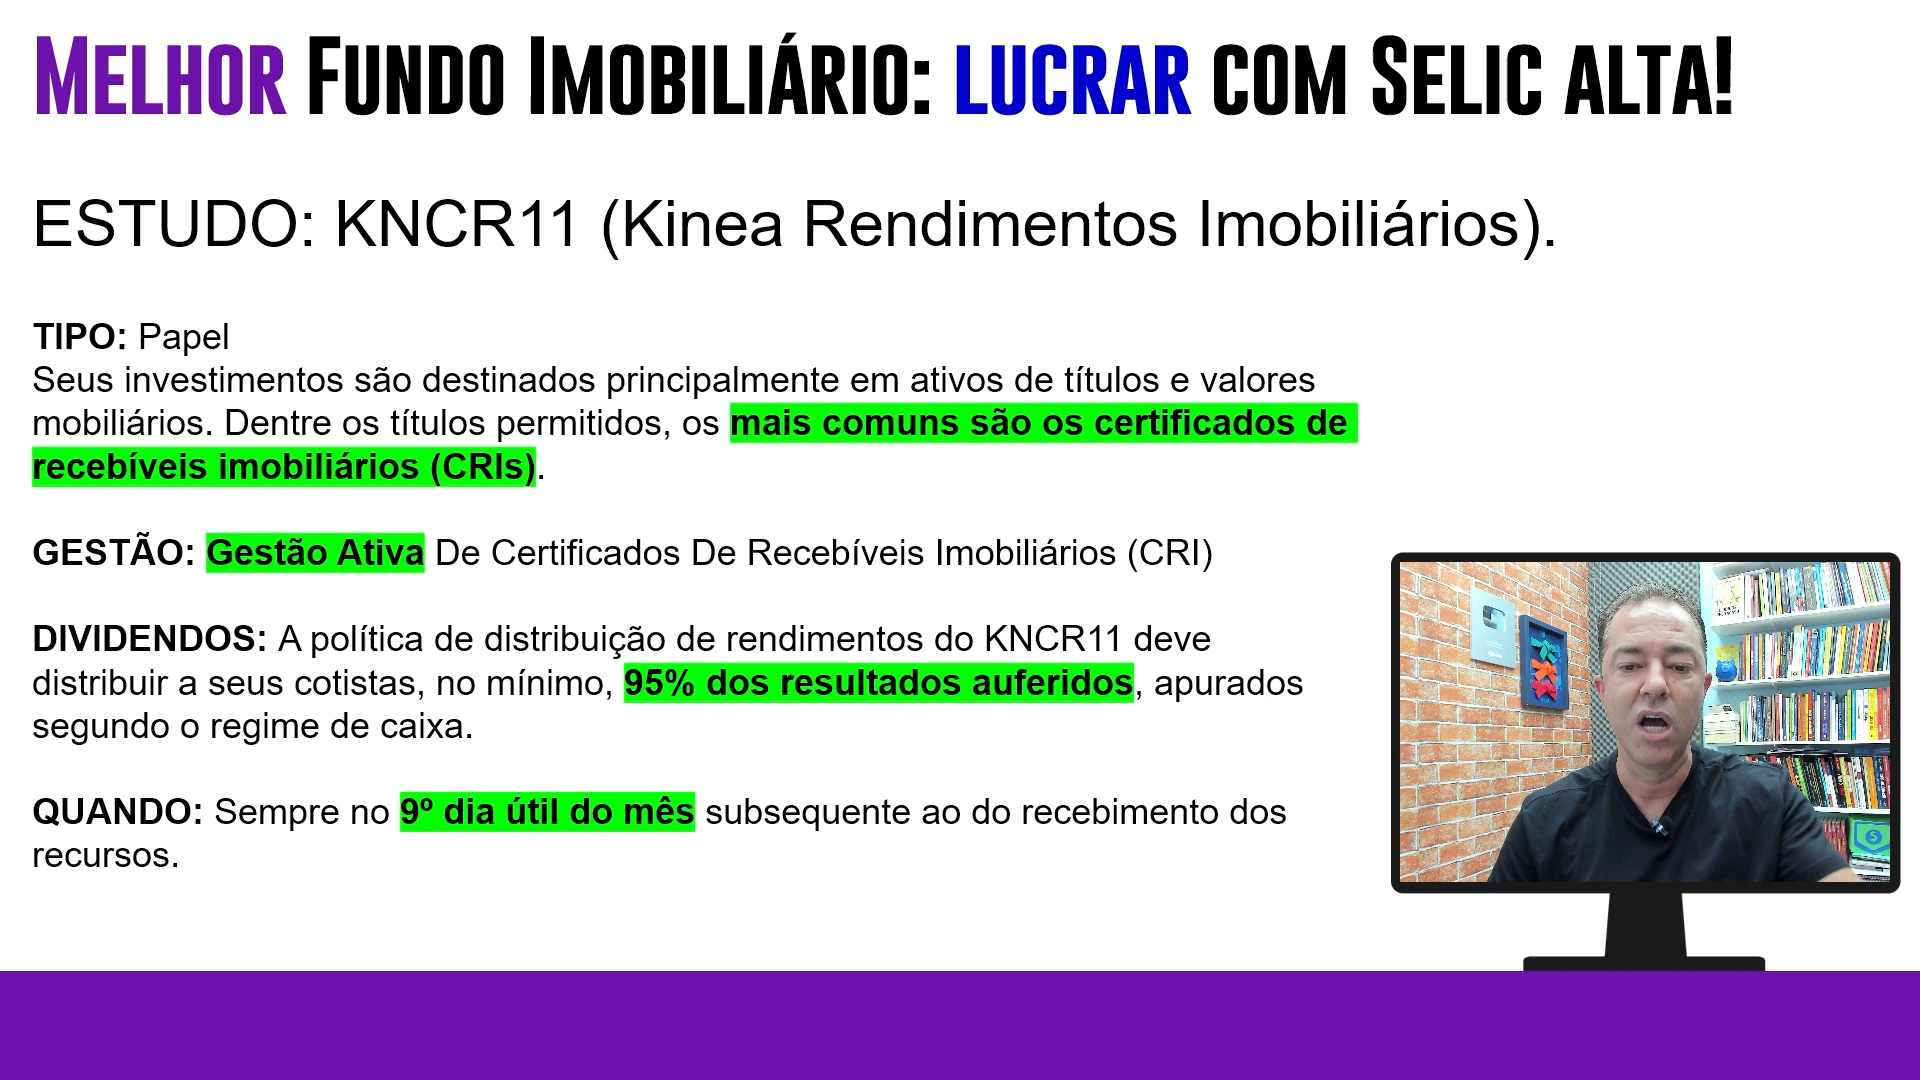 Melhor Fundo Imobiliário: lucrar com Selic alta!
ESTUDO: KNCR11 (Kinea Rendimentos Imobiliários).
TIPO: Papel
Seus investimentos são destinados principalmente em ativos de títulos e valores
mobiliários. Dentre os títulos permitidos, os mais comuns são os certificados de
recebíveis imobiliários (CRIs).
GESTÃO: Gestão Ativa De Certificados De Recebíveis Imobiliários (CRI)
DIVIDENDOS: A política de distribuição de rendimentos do KNCR11 deve
distribuir a seus cotistas, no mínimo, 95% dos resultados auferidos, apurados
segundo o regime de caixa.
QUANDO: Sempre no 9º dia útil do mês subsequente ao do recebimento dos
recursos.